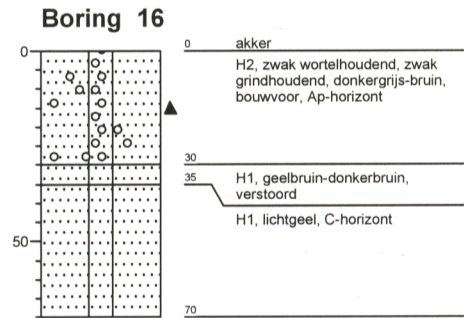 Boring 16
0
0 akker
H2, zwak wortelhoudend, zwak
grindhoudend, donkergrijs-bruin,
bouwvoor, Ap-horizont
30
35
H1, geelbruin-donkerbruin,
verstoord
H1, lichtgeel, C-horizont
50
70